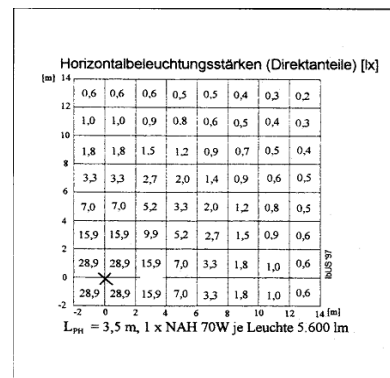 Horizontalbeleuchtungsstärken (Direktanteile) [lx]
[m] 14
0,6 0,6 0,6 0,5 0,5 0,4 0,3 0,2
12
1,0 1,0 0,9 0,8 0,6 0,5 0,4 0,3
10
1,8 1,8 1,5 1,2 0,9 0,7 0,5 0,4
8
3,3 3,3 2,7 2,0 1,4 0,9 0,6 0,5
6
7,0 7,0 5,2 3,3 2,0 1,2 0,8 0,5
4
15,9 15,9 9,9 5,2 2,7 1,5 0,9 0,6
2
28,9 28,9 15,9 7,0 3,3 1,8 1,0 0,6
0
28,9 28,9 15,9 7,0 3,3 1,8 1,0 0,6
-2
-2 0 2 4 6 8 10 12 14 [m]
ibUS'97
L_PH = 3,5 m, 1 x NAH 70W je Leuchte 5.600 lm